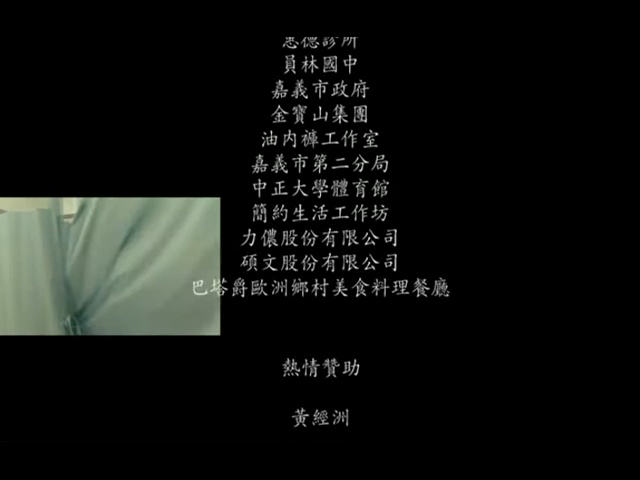 員林國中
嘉義市政府
金寶山集團
油內褲工作室
嘉義市第二分局
中正大學體育館
簡約生活工作坊
力儂股份有限公司
碩文股份有限公司
巴塔爵歐洲鄉村美食料理餐廳
熱情贊助
黃經洲